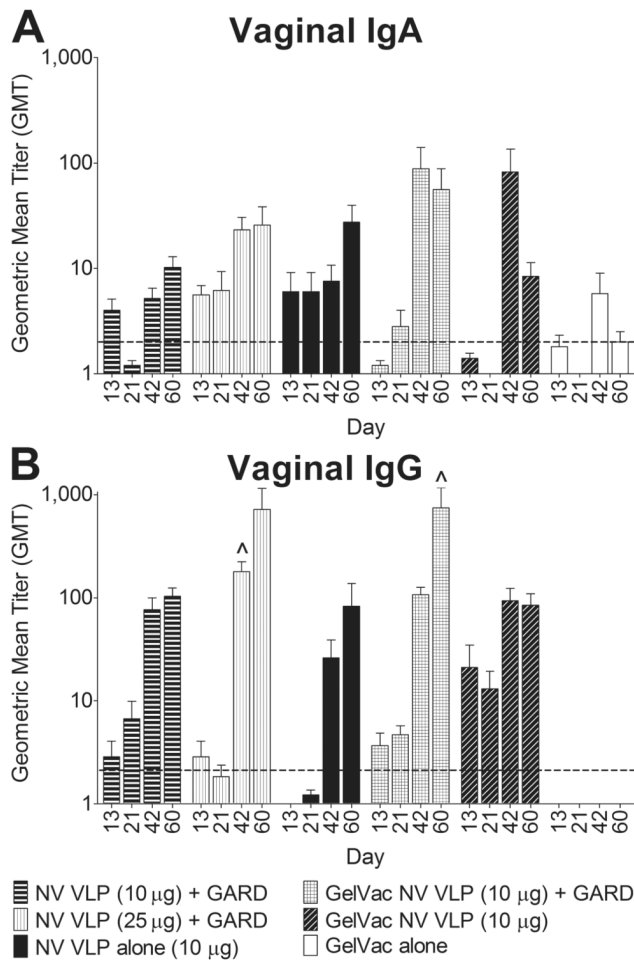 A
Vaginal IgA
Geometric Mean Titer (GMT)
1,000
100
10
1
13 21 42 60 13 21 42 60 13 21 42 60 13 21 42 60 13 21 42 60 13 21 42 60
Day
B
Vaginal IgG
Geometric Mean Titer (GMT)
1,000
100
10
1
^
^
13 21 42 60 13 21 42 60 13 21 42 60 13 21 42 60 13 21 42 60 13 21 42 60
Day
NV VLP (10 μg) + GARD
NV VLP (25 μg) + GARD
NV VLP alone (10 μg)
GelVac NV VLP (10 μg) + GARD
GelVac NV VLP (10 μg)
GelVac alone